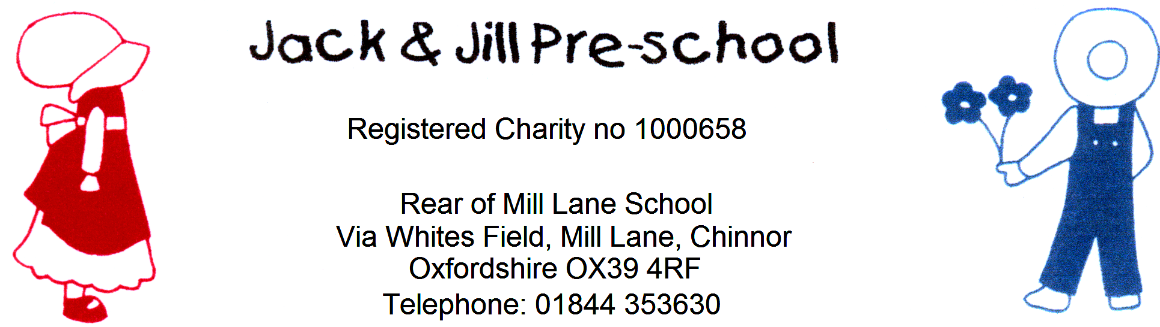 Jack & Jill Pre-school
Registered Charity no 1000658
Rear of Mill Lane School
Via Whites Field, Mill Lane, Chinnor
Oxfordshire OX39 4RF
Telephone: 01844 353630